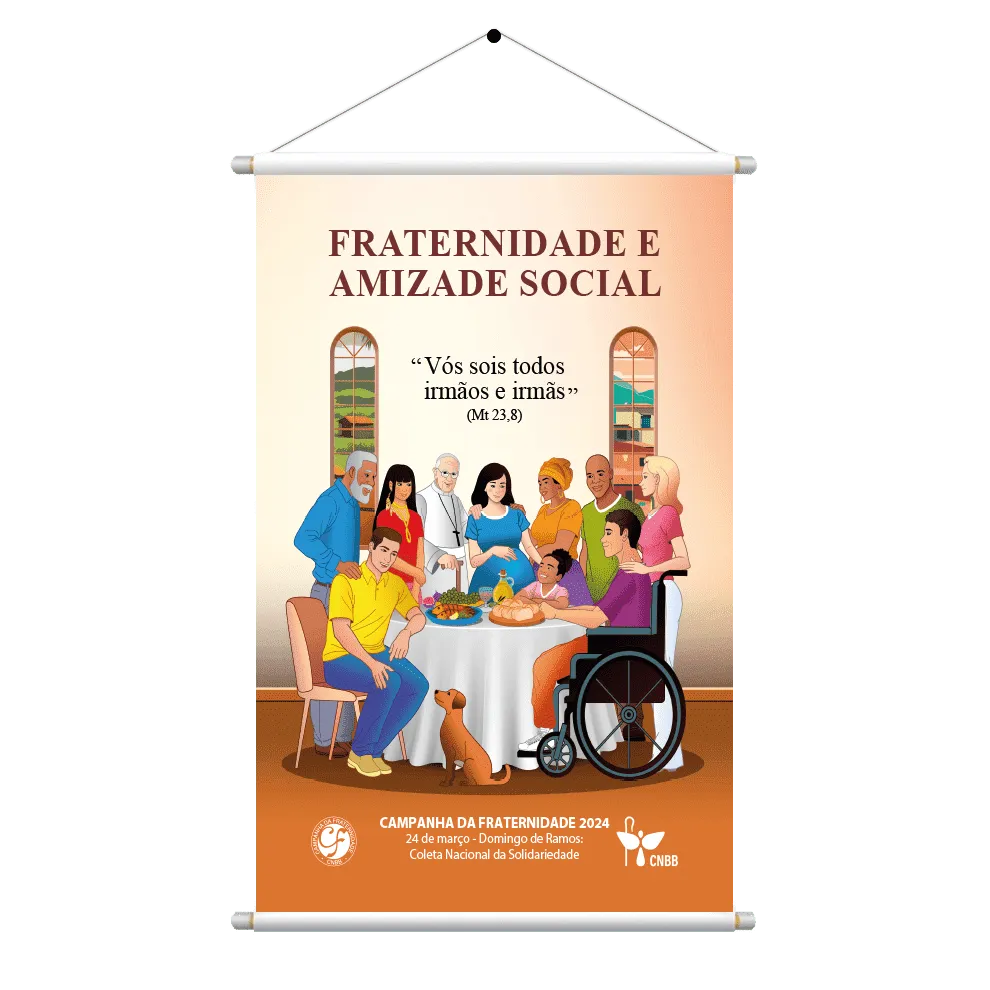 FRATERNIDADE E
AMIZADE SOCIAL
“Vós sois todos
irmãos e irmãs”
(Mt 23,8)
CAMPANHA DA FRATERNIDADE 2024
24 de março - Domingo de Ramos:
Coleta Nacional da Solidariedade
CAMPANHA DA FRATERNIDADE
CF
CNBB
CNBB